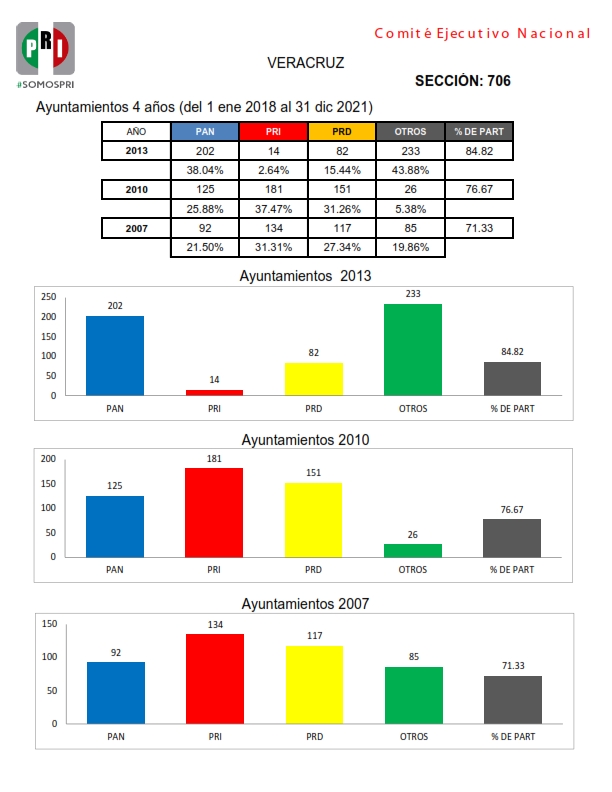 Comité Ejecutivo Nacional
PRI
#SOMOSPRI
VERACRUZ
SECCIÓN: 706
Ayuntamientos 4 años (del 1 ene 2018 al 31 dic 2021)
AÑO PAN PRI PRD OTROS % DE PART
2013 202 14 82 233 84.82
38.04% 2.64% 15.44% 43.88%
2010 125 181 151 26 76.67
25.88% 37.47% 31.26% 5.38%
2007 92 134 117 85 71.33
21.50% 31.31% 27.34% 19.86%
Ayuntamientos 2013
250
200
150
100
50
0
202 14 82 233 84.82
PAN PRI PRD OTROS % DE PART
Ayuntamientos 2010
200
150
100
50
0
125 181 151 26 76.67
PAN PRI PRD OTROS % DE PART
Ayuntamientos 2007
150
100
50
0
92 134 117 85 71.33
PAN PRI PRD OTROS % DE PART